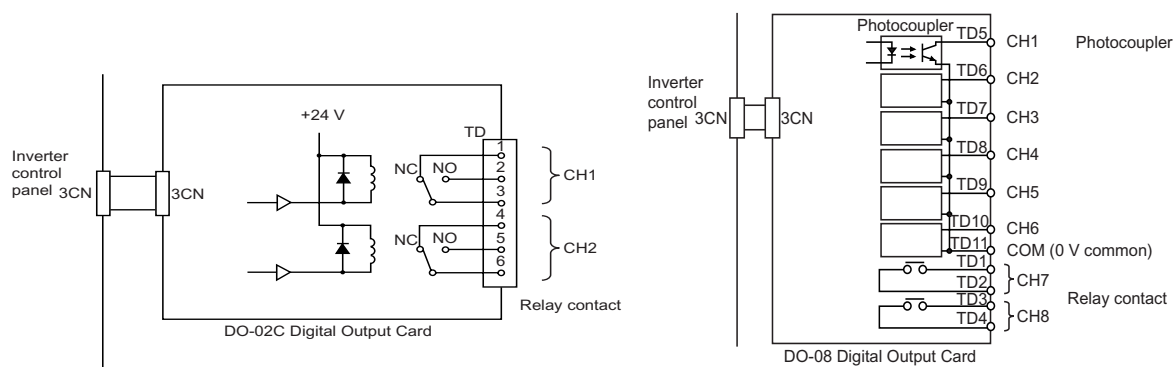 Inverter
control
panel
3CN
3CN
+24 V
TD
1
NC
NO
2
3
CH1
4
NC
NO
5
6
CH2
Relay contact
DO-02C Digital Output Card
Inverter
control
panel
3CN
3CN
Photocoupler
TD5
CH1
Photocoupler
TD6
CH2
TD7
CH3
TD8
CH4
TD9
CH5
TD10
CH6
TD11
COM (0 V common)
TD1
TD2
CH7
Relay contact
TD3
TD4
CH8
DO-08 Digital Output Card